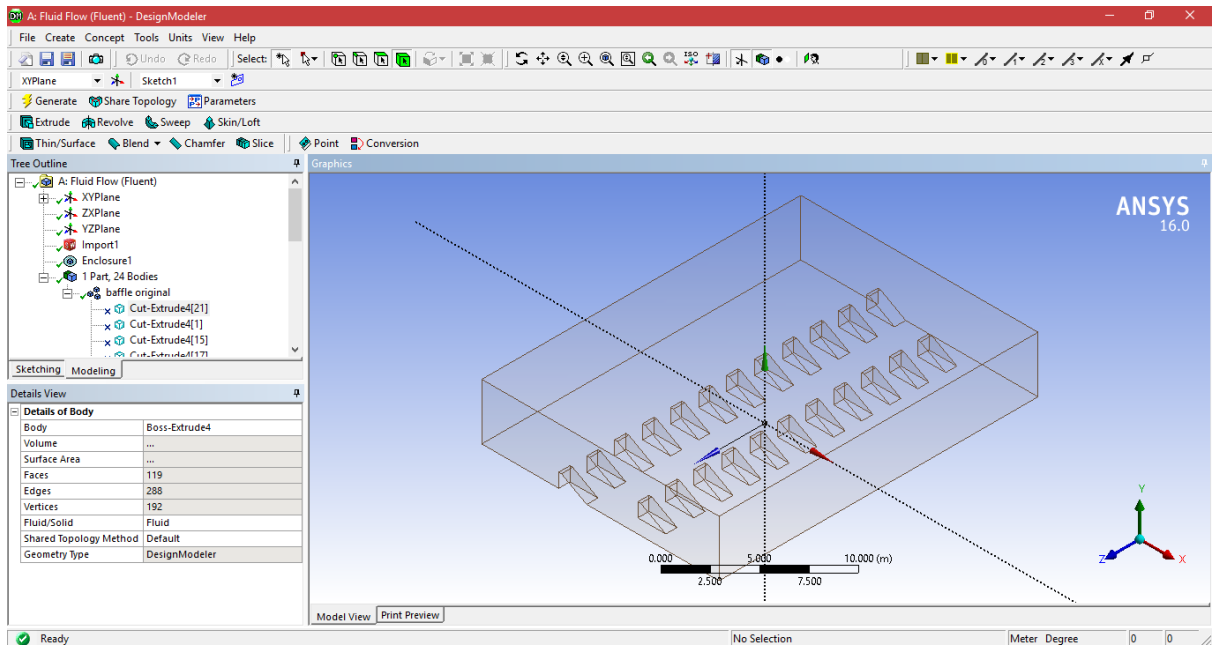 A: Fluid Flow (Fluent) - DesignModeler
File Create Concept Tools Units View Help
Undo Redo Select:
XYPlane Sketch1
Generate Share Topology Parameters
Extrude Revolve Sweep Skin/Loft
Thin/Surface Blend Chamfer Slice Point Conversion
Tree Outline
Graphics
A: Fluid Flow (Fluent)
XYPlane
ZXPlane
YZPlane
Import1
Enclosure1
1 Part, 24 Bodies
baffle original
Cut-Extrude4[21]
Cut-Extrude4[1]
Cut-Extrude4[15]
Cut-Extrude4[17]
Sketching Modeling
Details View
Details of Body
Body Boss-Extrude4
Volume ...
Surface Area ...
Faces 119
Edges 288
Vertices 192
Fluid/Solid Fluid
Shared Topology Method Default
Geometry Type DesignModeler
ANSYS
16.0
0.000 5.000 10.000 (m)
2.500 7.500
Y
Z X
Model View Print Preview
Ready No Selection Meter Degree 0 0